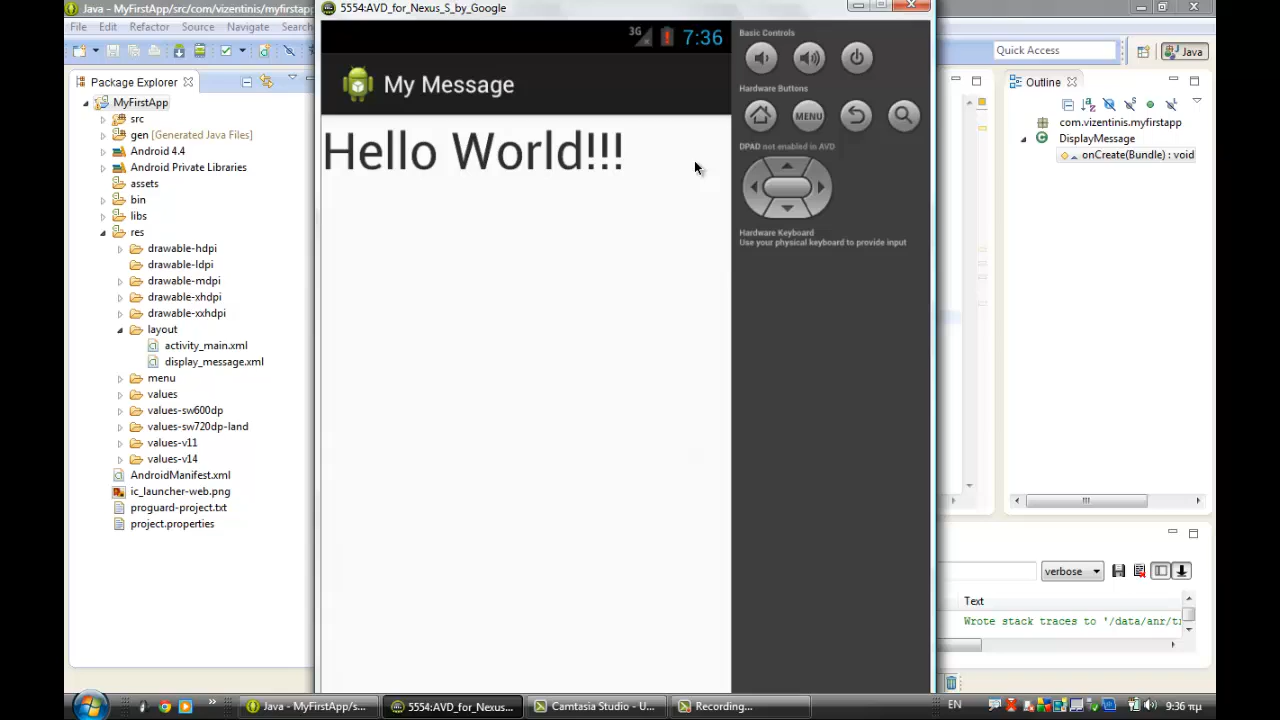 Java - MyFirstApp/src/com/vizentinis/myfirstapp
5554:AVD_for_Nexus_S_by_Google
File Edit Refactor Source Navigate Search
Quick Access
Java
Package Explorer
MyFirstApp
src
gen [Generated Java Files]
Android 4.4
Android Private Libraries
assets
bin
libs
res
drawable-hdpi
drawable-ldpi
drawable-mdpi
drawable-xhdpi
drawable-xxhdpi
layout
activity_main.xml
display_message.xml
menu
values
values-sw600dp
values-sw720dp-land
values-v11
values-v14
AndroidManifest.xml
ic_launcher-web.png
proguard-project.txt
project.properties
3G 7:36
My Message
Hello World!!!
Basic Controls
Hardware Buttons
MENU
DPAD not enabled in AVD
Hardware Keyboard
Use your physical keyboard to provide input
Outline
com.vizentinis.myfirstapp
DisplayMessage
onCreate(Bundle) : void
verbose
Text
Wrote stack traces to '/data/anr/t
Java - MyFirstApp/s...
5554:AVD_for_Nexus...
Camtasia Studio - U...
Recording...
EN
9:36 πμ